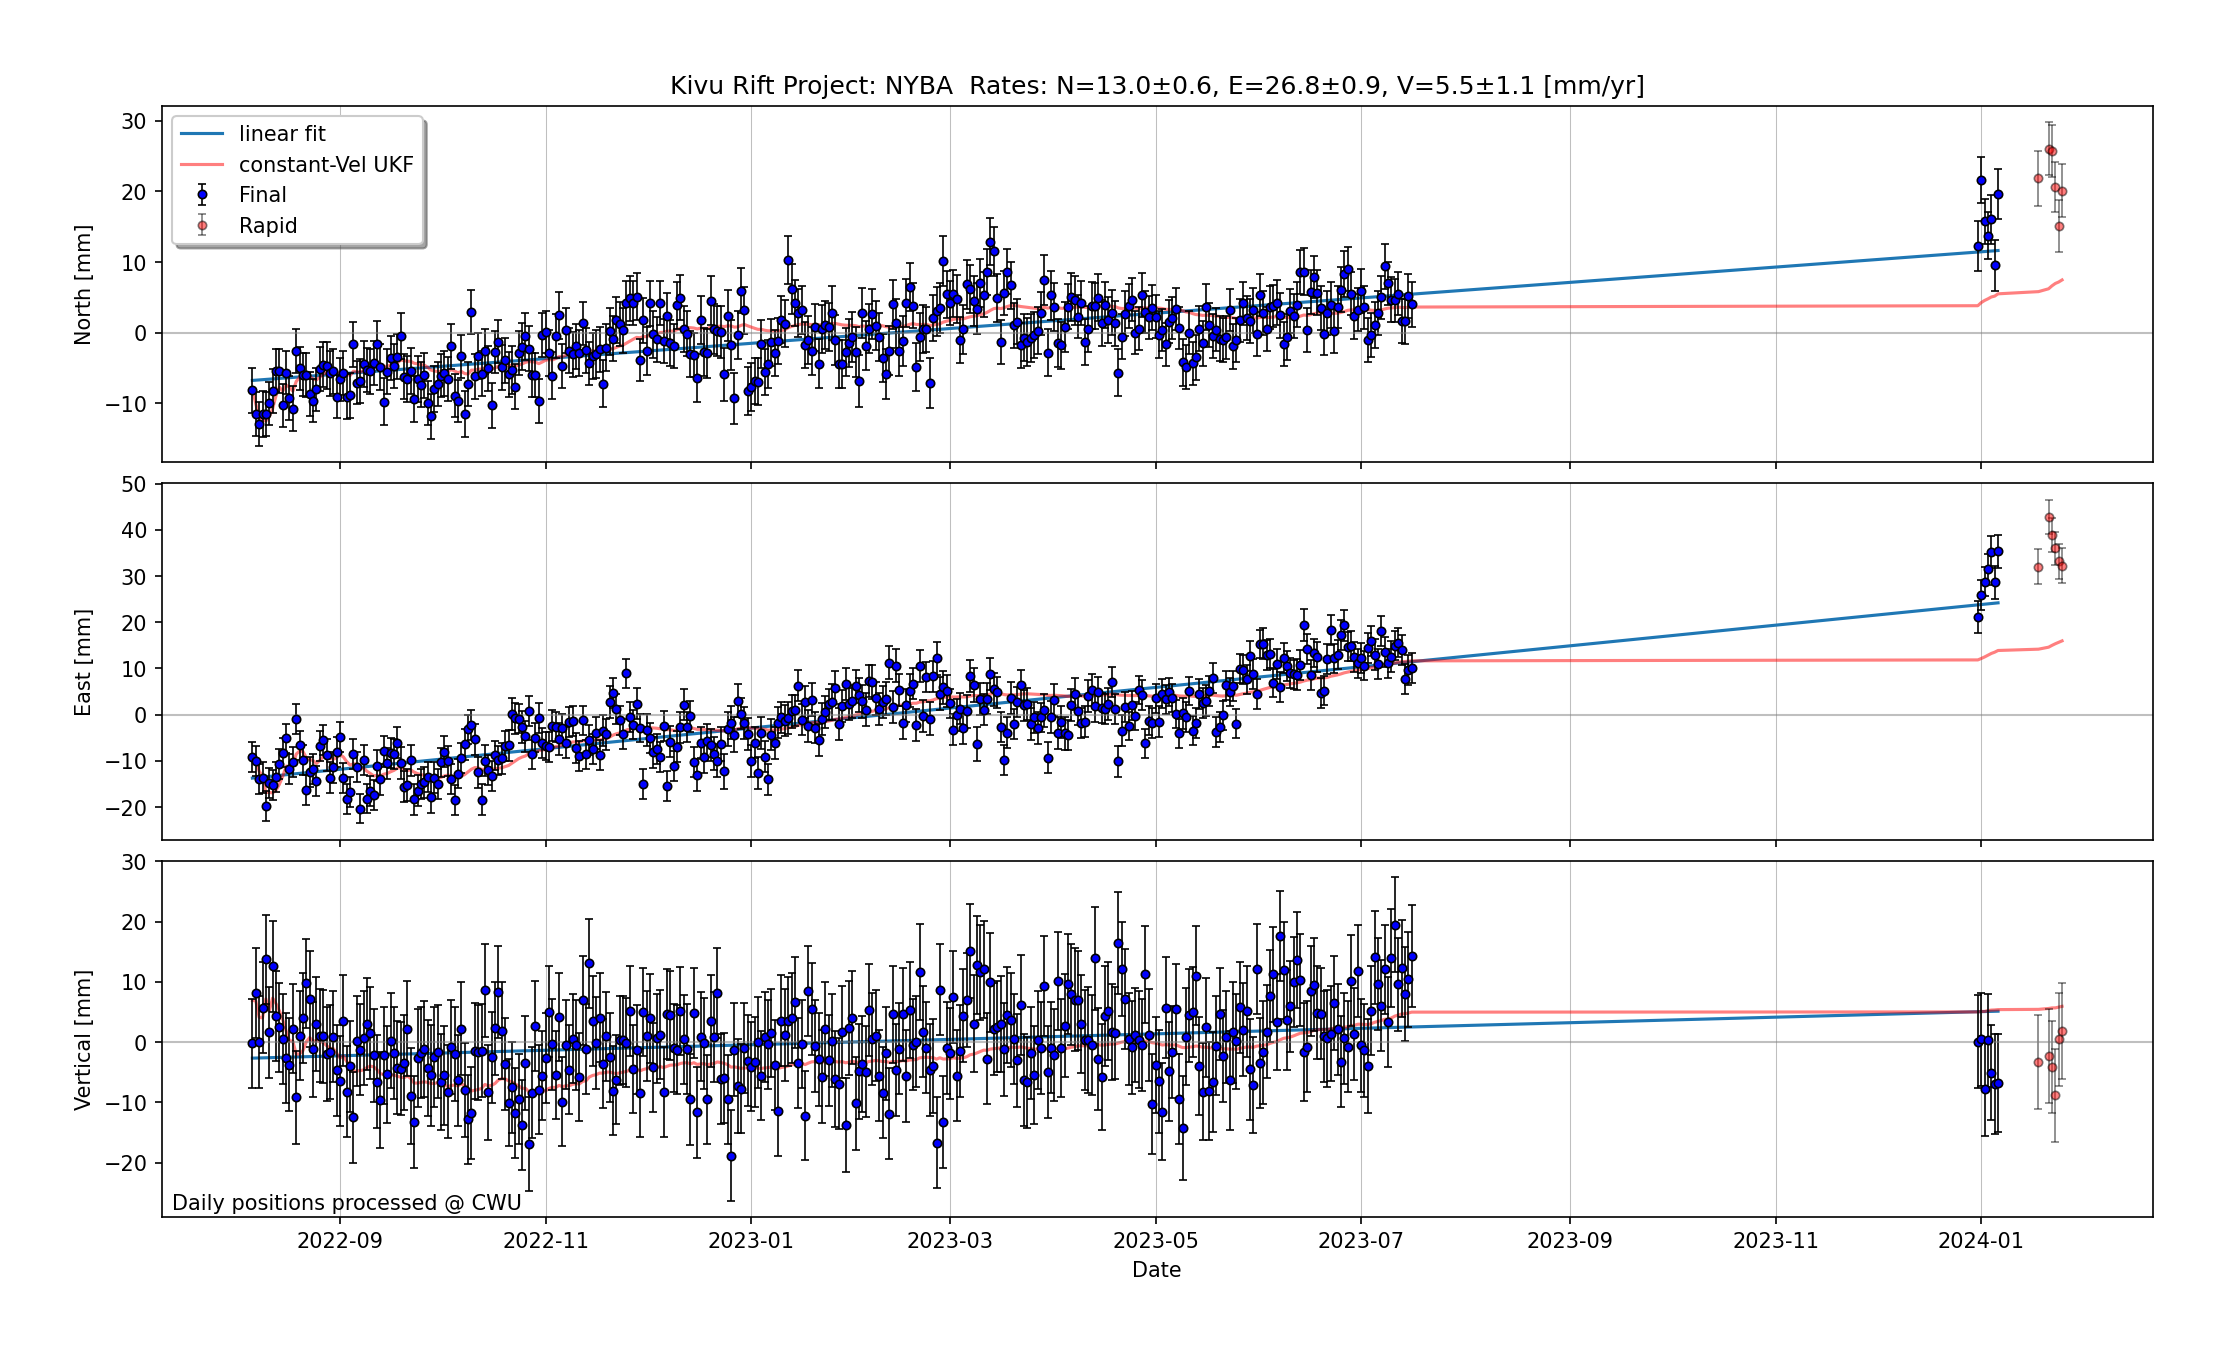 Kivu Rift Project: NYBA  Rates: N=13.0±0.6, E=26.8±0.9, V=5.5±1.1 [mm/yr]
linear fit
constant-Vel UKF
Final
Rapid
30
20
10
0
−10
North [mm]
50
40
30
20
10
0
−10
−20
East [mm]
30
20
10
0
−10
−20
Vertical [mm]
Daily positions processed @ CWU
2022-09 2022-11 2023-01 2023-03 2023-05 2023-07 2023-09 2023-11 2024-01
Date